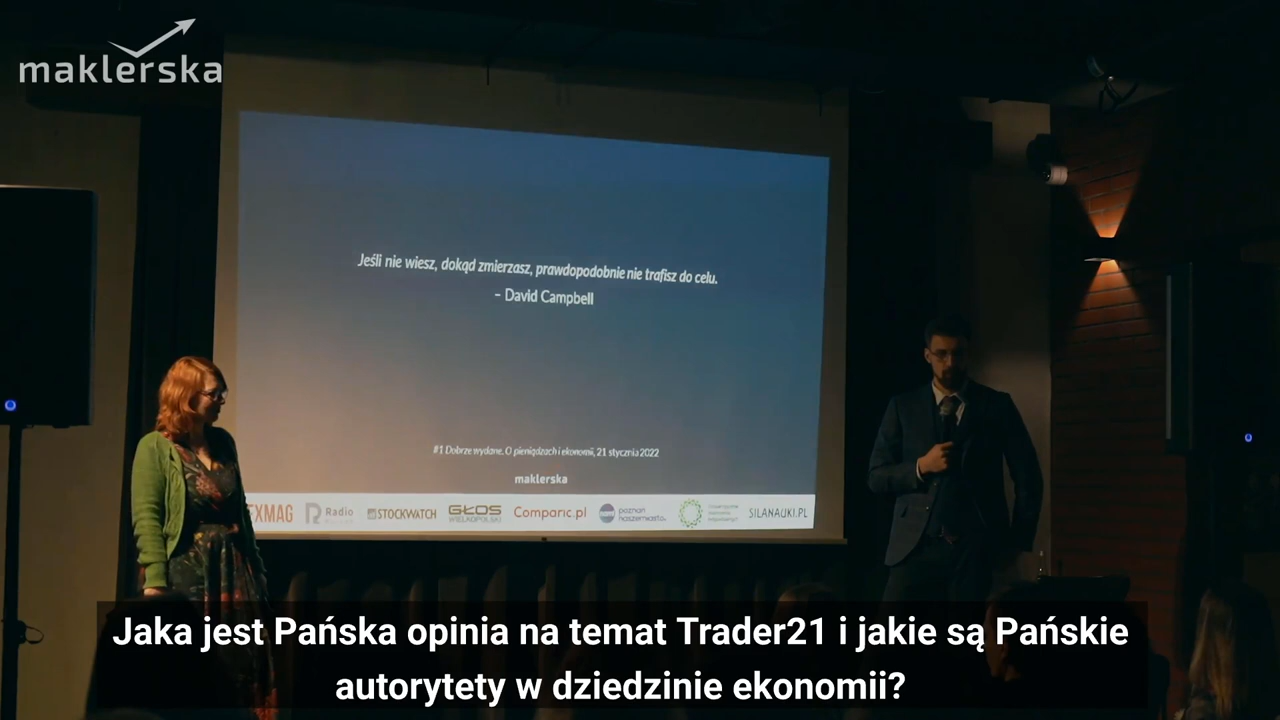 maklerska
Jeśli nie wiesz, dokąd zmierzasz, prawdopodobnie nie trafisz do celu.
– David Campbell
#1 Dobrze wydane. O pieniądzach i ekonomii, 21 stycznia 2022
maklerska
FXMAG Radio STOCKWATCH GŁOS WIELKOPOLSKI Comparic.pl poznań naszemiasto. SILANAUKI.PL
Jaka jest Pańska opinia na temat Trader21 i jakie są Pańskie
autorytety w dziedzinie ekonomii?